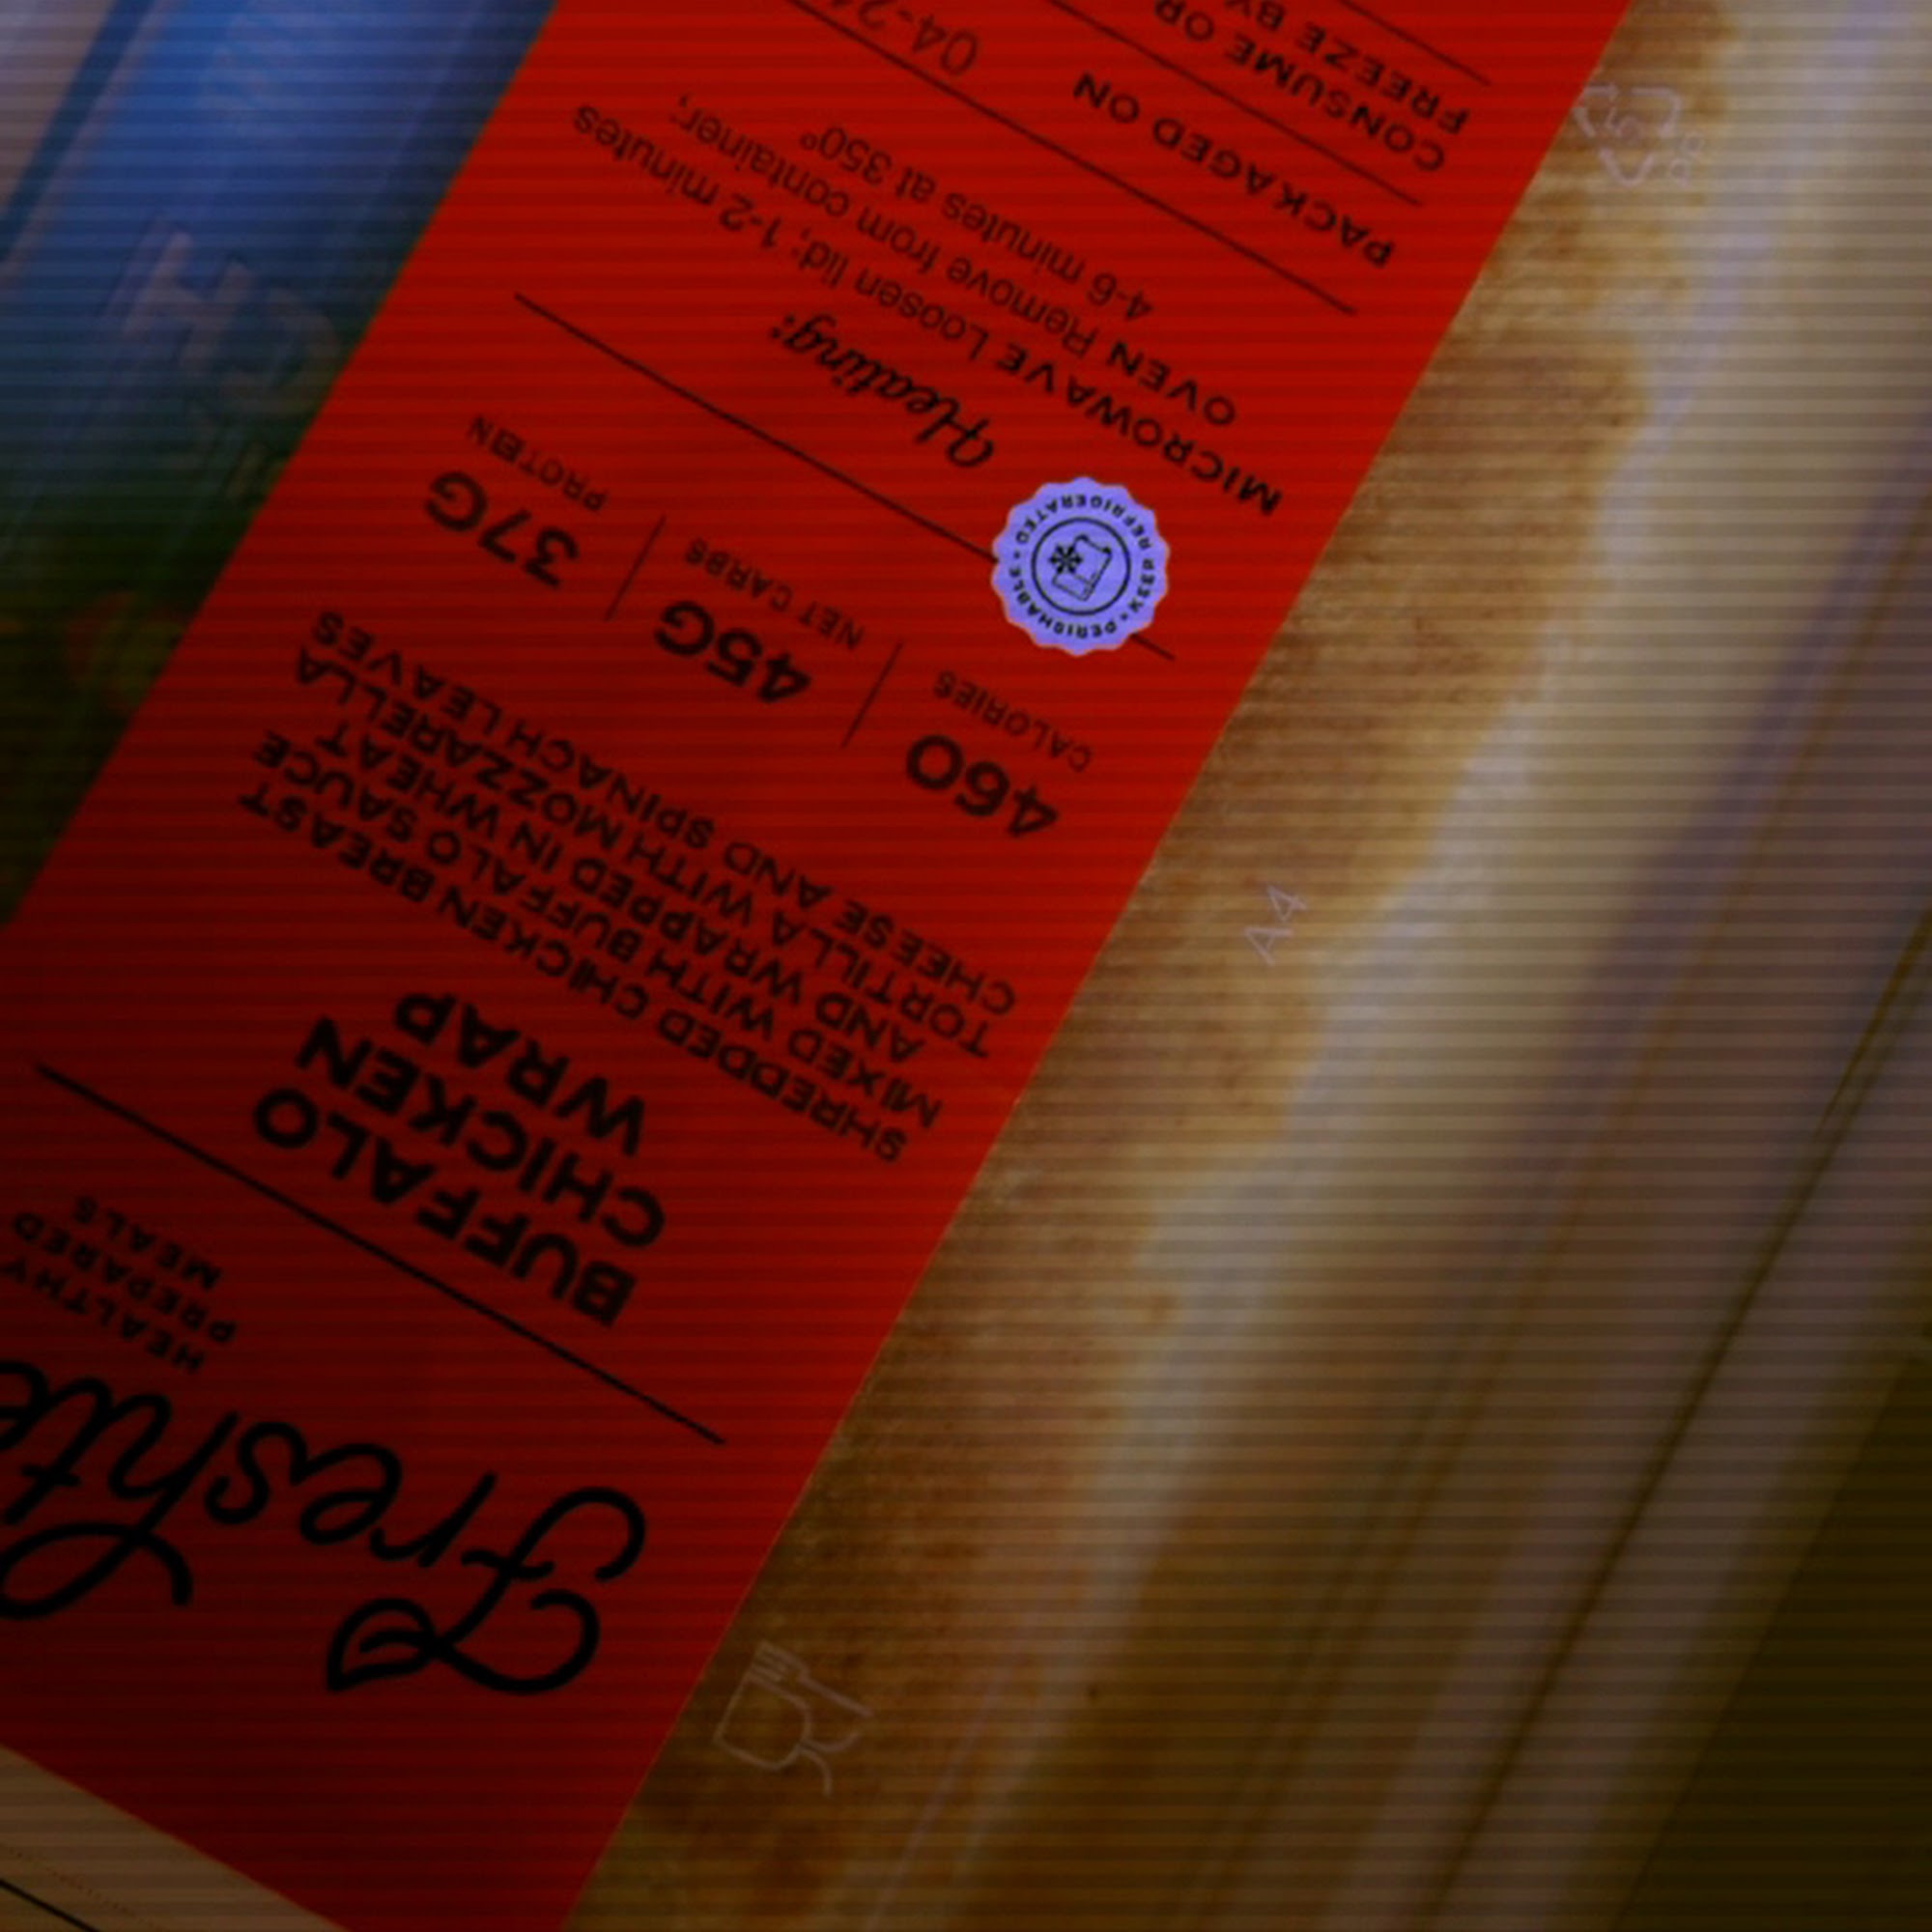 HEALTHY
PREPARED
MEALS
BUFFALO
CHICKEN
WRAP
SHREDDED CHICKEN BREAST
MIXED WITH BUFFALO SAUCE
AND WRAPPED IN WHEAT
TORTILLA WITH MOZZARELLA
CHEESE AND SPINACH LEAVES
460 45G 37G
CALORIES NET CARBS PROTEIN
PERISHABLE • KEEP REFRIGERATED •
Heating:
MICROWAVE Loosen lid; 1-2 minutes
OVEN Remove from container;
4-6 minutes at 350°
PACKAGED ON
CONSUME OR
FREEZE BY
A4